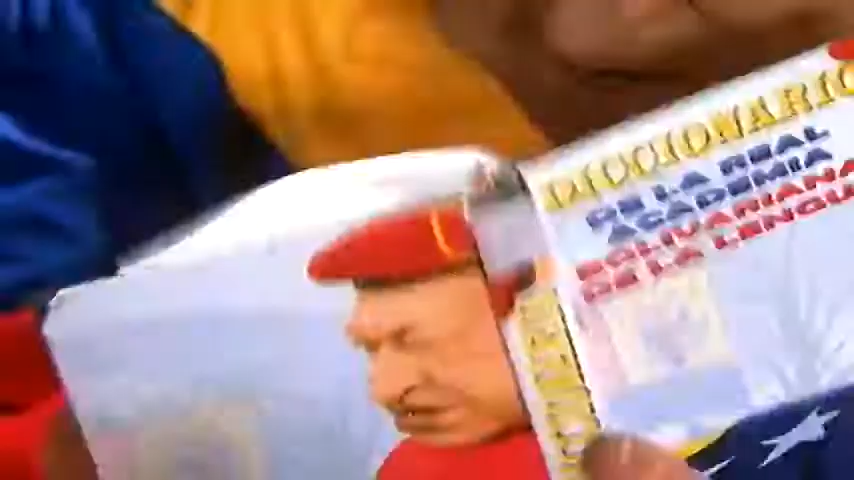 DICCIONARIO
DE LA REAL
ACADEMIA
BOLIVARIANA
DE LA LENGUA